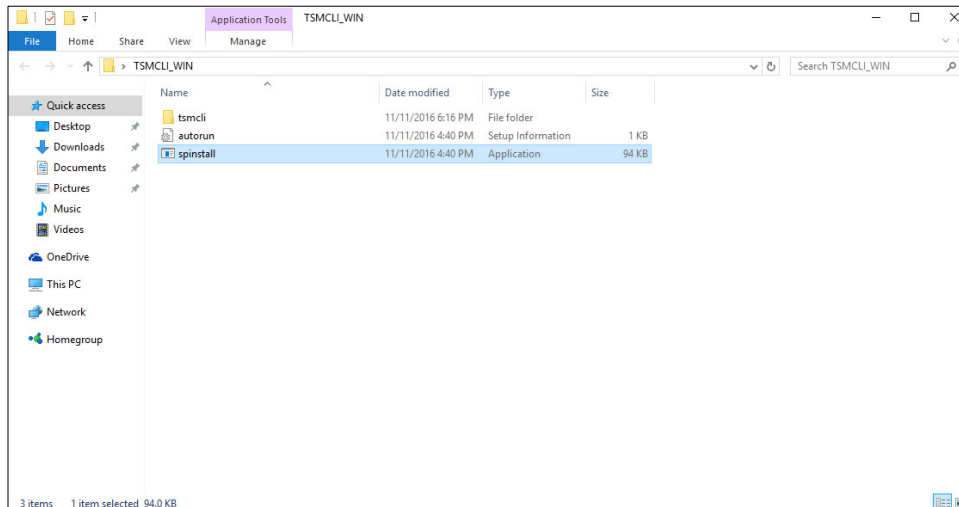 Application Tools TSMCLI_WIN
File Home Share View Manage
TSMCLI_WIN Search TSMCLI_WIN
Name Date modified Type Size
Quick access
Desktop
Downloads
Documents
Pictures
Music
Videos
OneDrive
This PC
Network
Homegroup
tsmcli 11/11/2016 6:16 PM File folder
autorun 11/11/2016 4:40 PM Setup Information 1 KB
spinstall 11/11/2016 4:40 PM Application 94 KB
3 items 1 item selected 94.0 KB